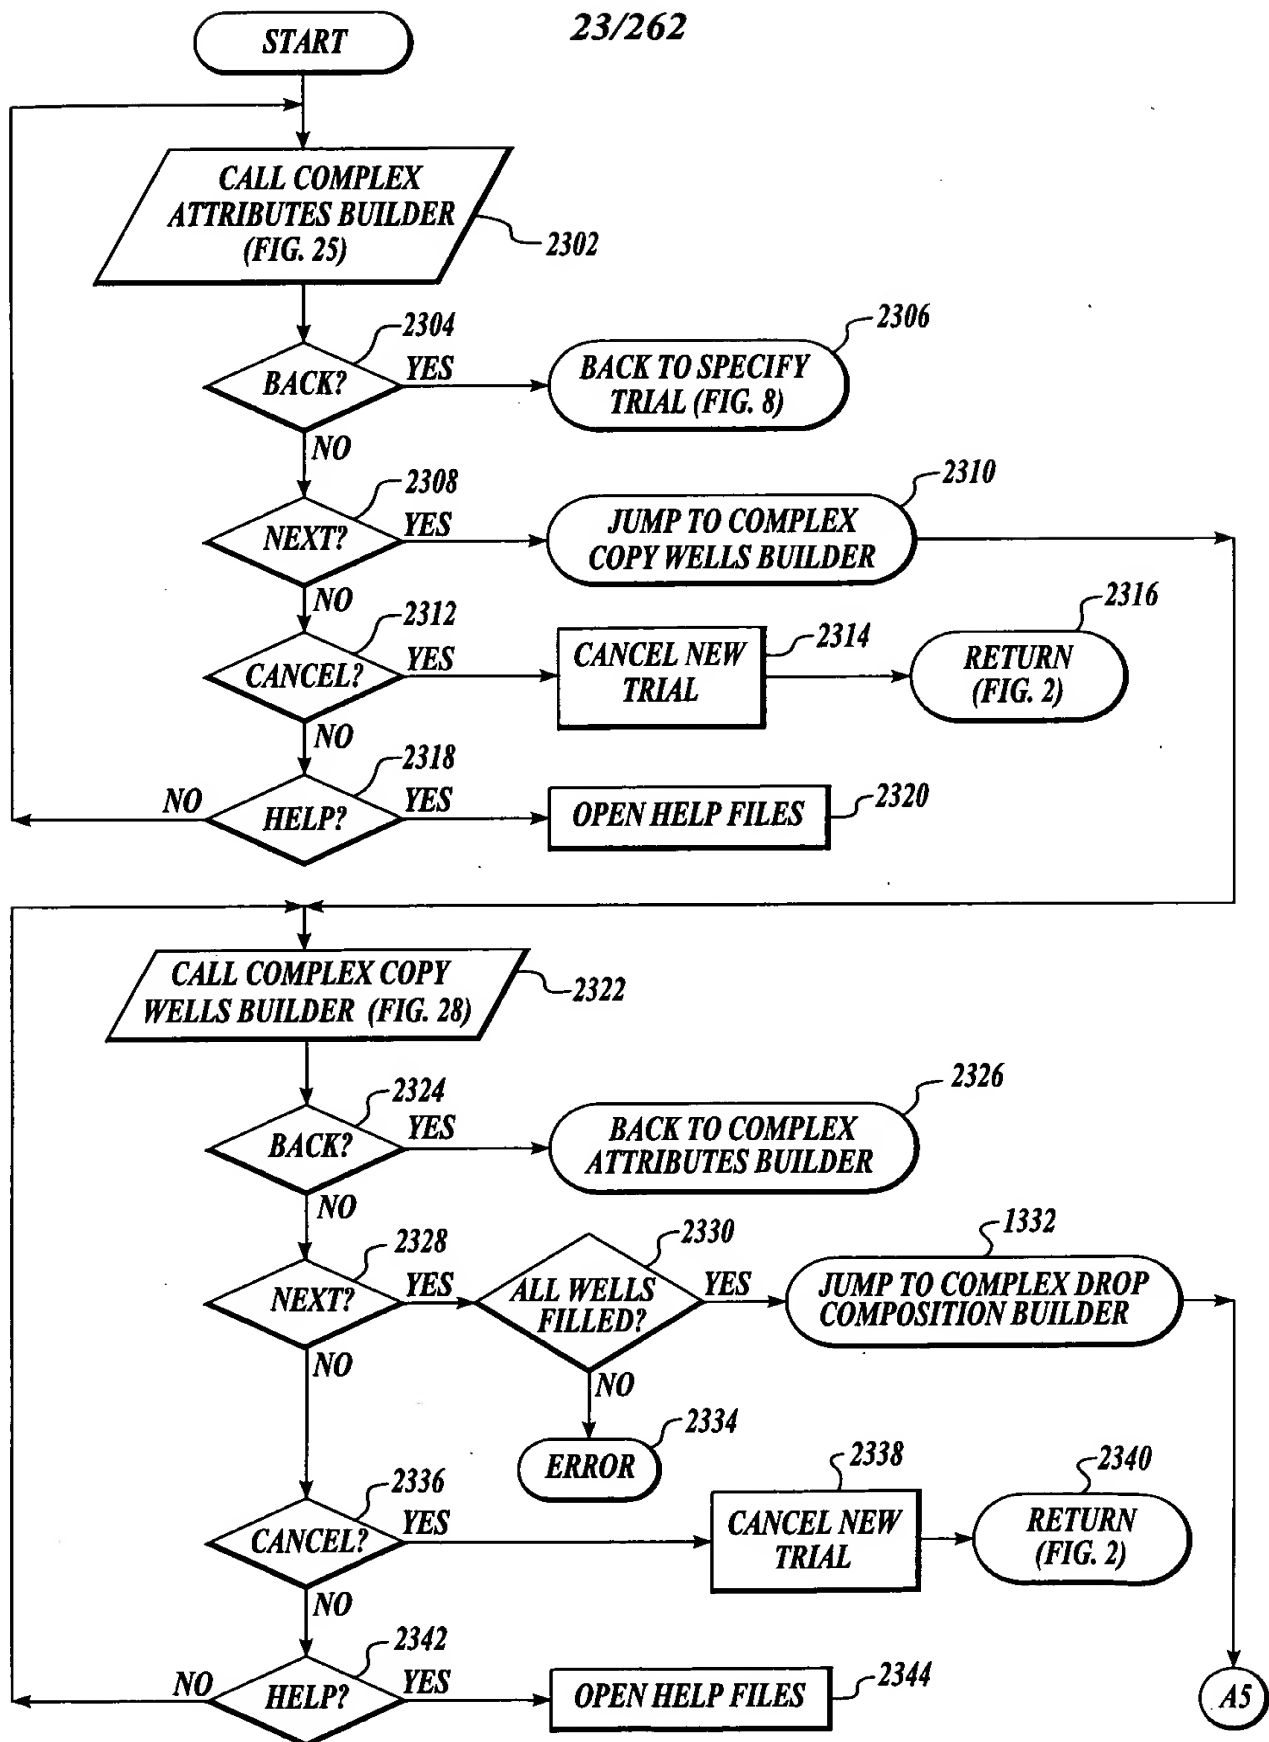 23/262
START
CALL COMPLEX
ATTRIBUTES BUILDER
(FIG. 25)
2302
2304
BACK?
YES
2306
BACK TO SPECIFY
TRIAL (FIG. 8)
NO
2308
NEXT?
YES
2310
JUMP TO COMPLEX
COPY WELLS BUILDER
NO
2312
CANCEL?
YES
CANCEL NEW
TRIAL
2314
2316
RETURN
(FIG. 2)
NO
2318
NO
HELP?
YES
OPEN HELP FILES
2320
CALL COMPLEX COPY
WELLS BUILDER (FIG. 28)
2322
2324
BACK?
YES
2326
BACK TO COMPLEX
ATTRIBUTES BUILDER
NO
2328
NEXT?
YES
2330
ALL WELLS
FILLED?
YES
1332
JUMP TO COMPLEX DROP
COMPOSITION BUILDER
NO
NO
2334
ERROR
2336
CANCEL?
YES
2338
CANCEL NEW
TRIAL
2340
RETURN
(FIG. 2)
NO
2342
NO
HELP?
YES
OPEN HELP FILES
2344
A5